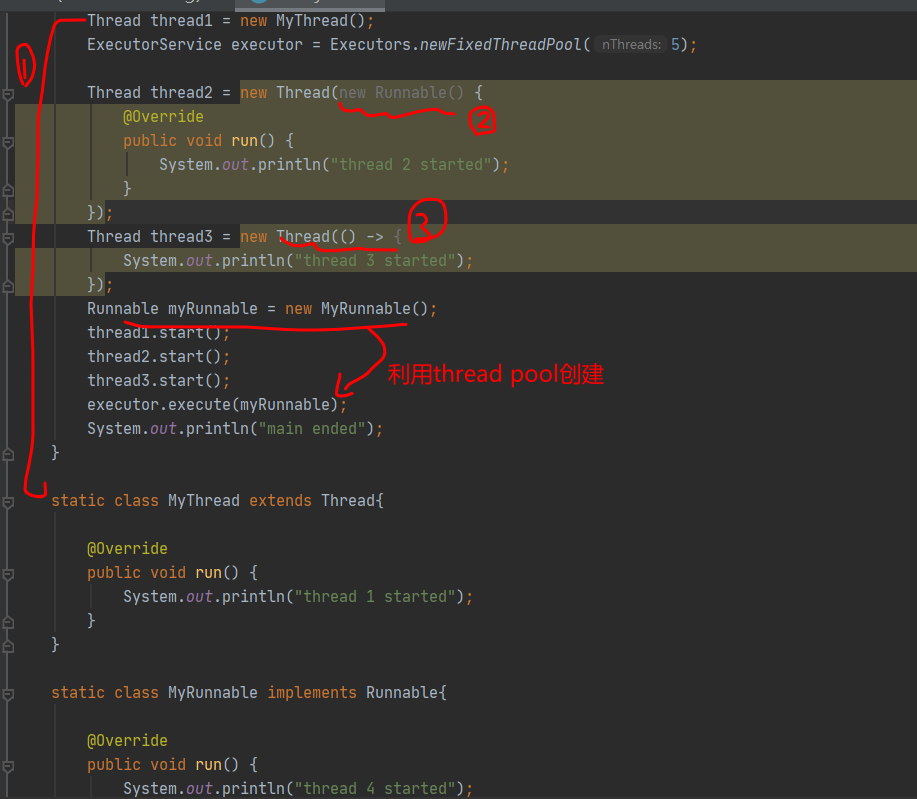 Thread thread1 = new MyThread();
ExecutorService executor = Executors.newFixedThreadPool( nThreads: 5);
①
Thread thread2 = new Thread(new Runnable() {
②
@Override
public void run() {
System.out.println("thread 2 started");
}
});
Thread thread3 = new Thread(() -> {
③
System.out.println("thread 3 started");
});
Runnable myRunnable = new MyRunnable();
thread1.start();
thread2.start();
thread3.start();
利用thread pool创建
executor.execute(myRunnable);
System.out.println("main ended");
}
static class MyThread extends Thread{
@Override
public void run() {
System.out.println("thread 1 started");
}
}
static class MyRunnable implements Runnable{
@Override
public void run() {
System.out.println("thread 4 started");